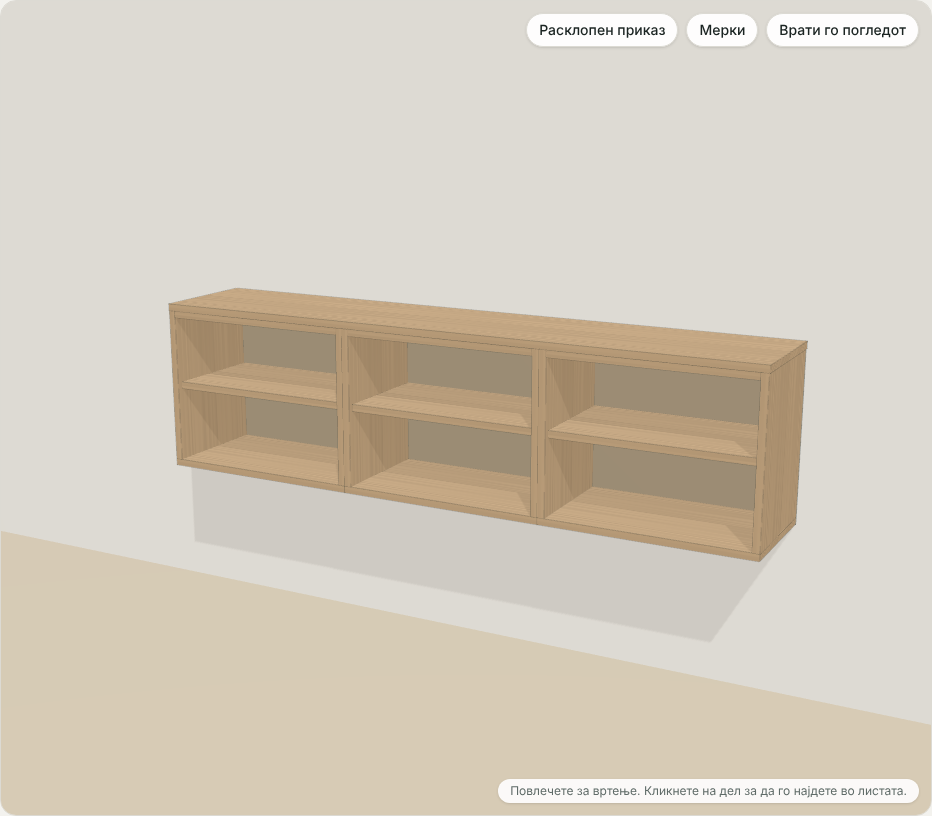 Расклопен приказ
Мерки
Врати го погледот
Повлечете за вртење. Кликнете на дел за да го најдете во листата.